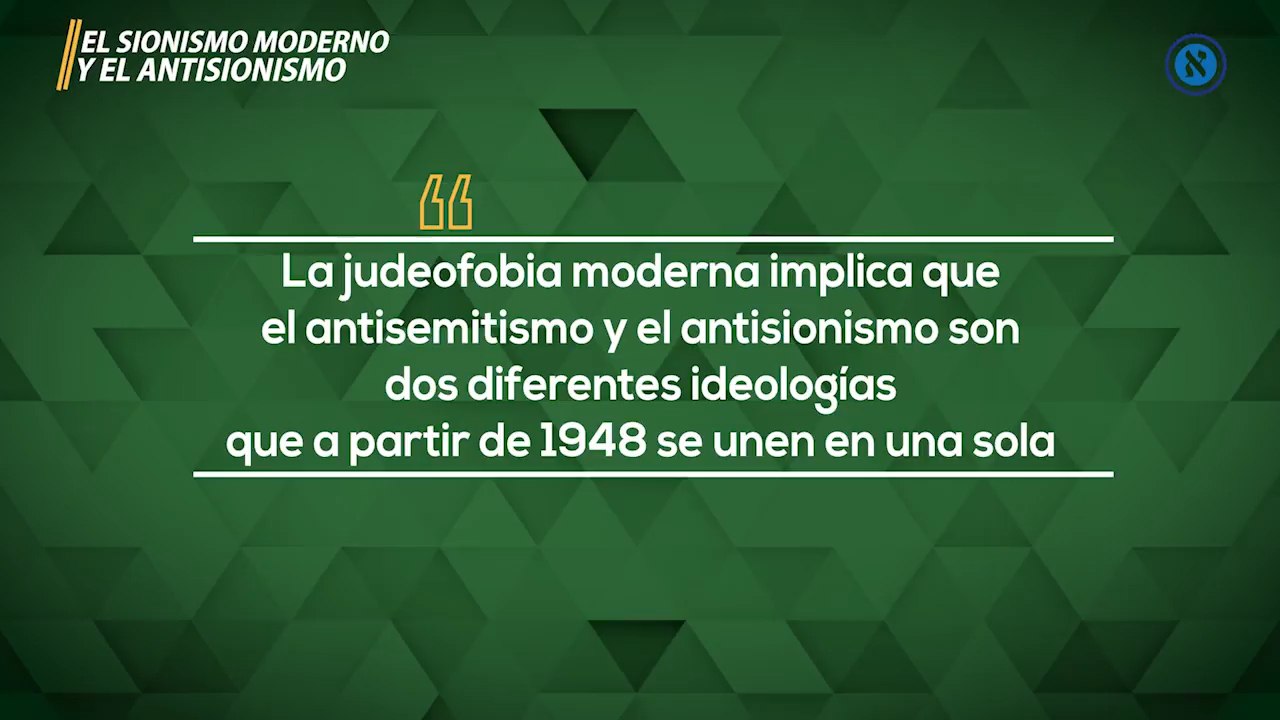 EL SIONISMO MODERNO
Y EL ANTISIONISMO
א
“
La judeofobia moderna implica que
el antisemitismo y el antisionismo son
dos diferentes ideologías
que a partir de 1948 se unen en una sola